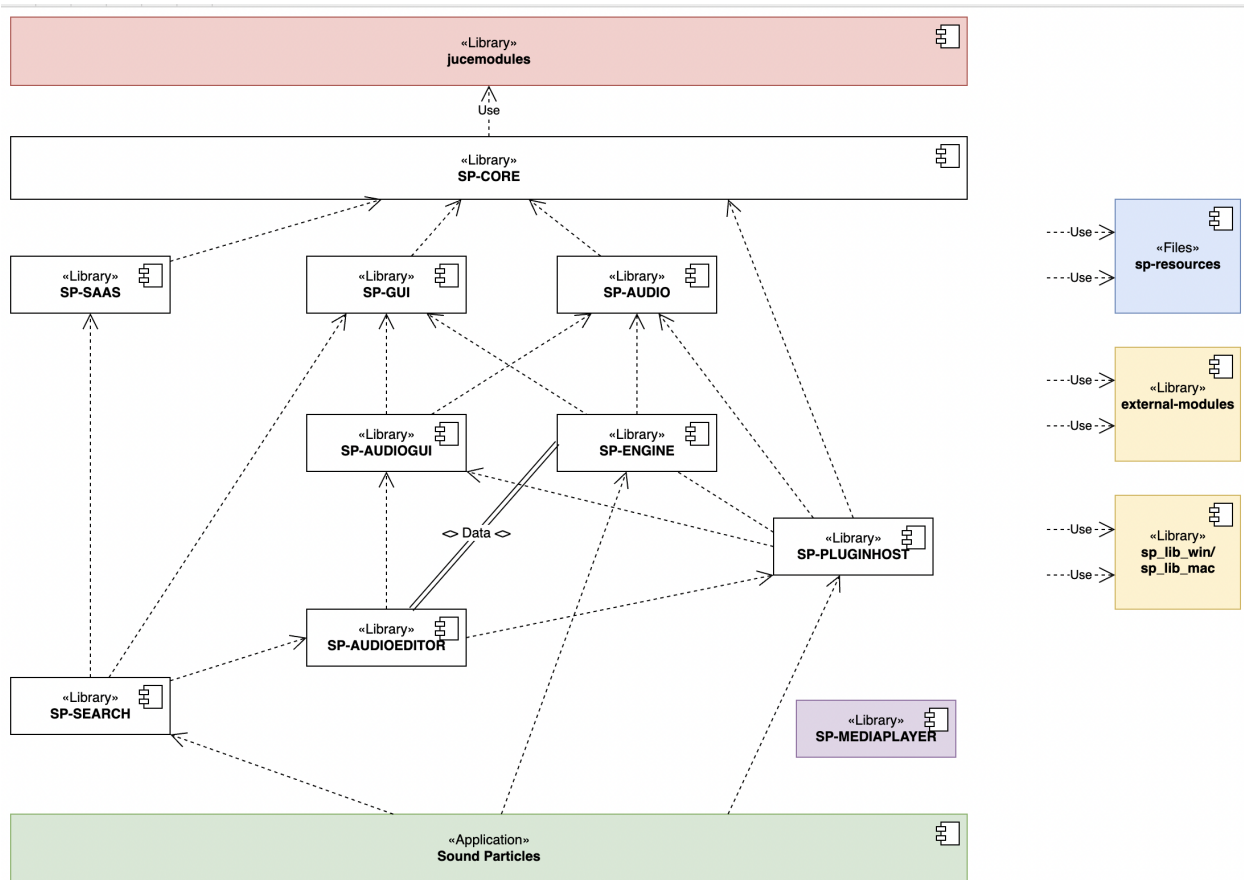 «Library»
jucemodules
Use
«Library»
SP-CORE
«Library»
SP-SAAS
«Library»
SP-GUI
«Library»
SP-AUDIO
«Library»
SP-AUDIOGUI
«Library»
SP-ENGINE
<> Data <>
«Library»
SP-PLUGINHOST
«Library»
SP-AUDIOEDITOR
«Library»
SP-SEARCH
«Library»
SP-MEDIAPLAYER
«Application»
Sound Particles
Use
Use
«Files»
sp-resources
Use
Use
«Library»
external-modules
Use
Use
«Library»
sp_lib_win/
sp_lib_mac